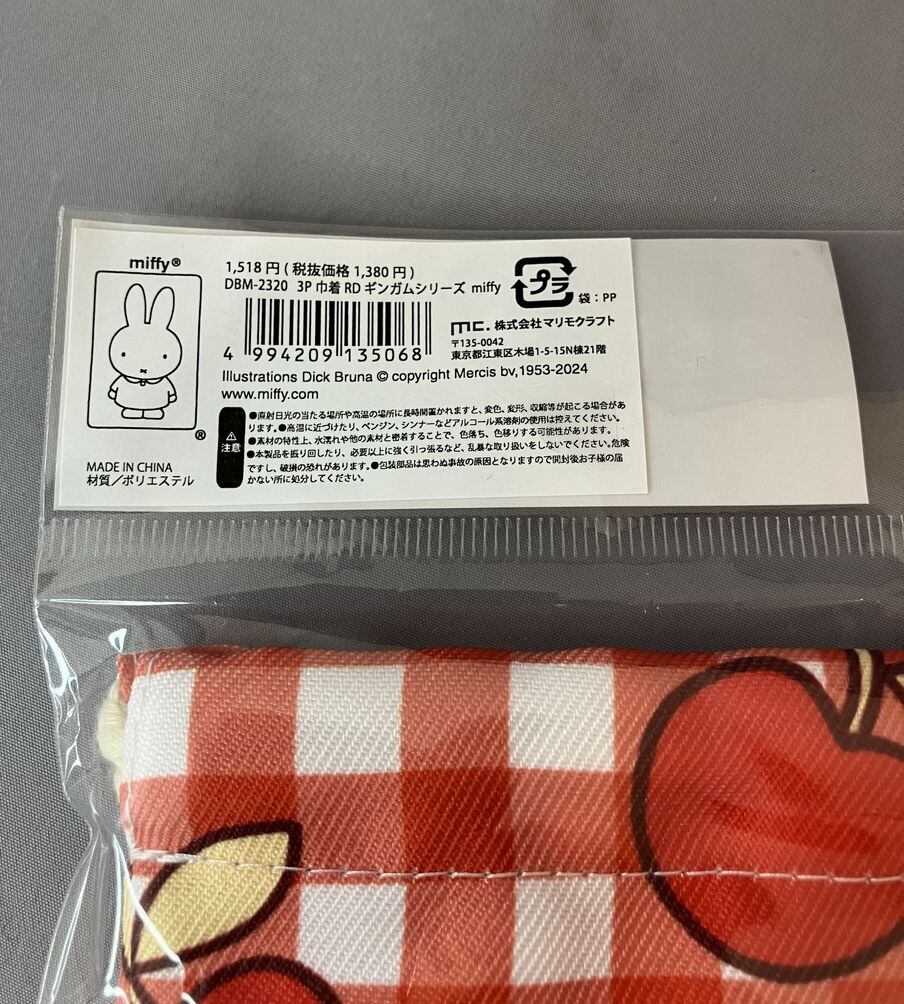 miffy®
1,518 円 ( 税抜価格 1,380 円 )
DBM-2320 3P 巾着 RD ギンガムシリーズ miffy
プラ
袋：PP
4 994209 135068
mc. 株式会社マリモクラフト
〒135-0042
東京都江東区木場1-5-15N棟21階
Illustrations Dick Bruna © copyright Mercis bv,1953-2024
www.miffy.com
®
MADE IN CHINA
材質／ポリエステル
注意
●直射日光の当たる場所や高温の場所に長時間置かれますと、変色、変形、収縮等が起こる場合があ
ります。●高温に近づけたり、ベンジン、シンナーなどアルコール系溶剤の使用は控えてください。
●素材の特性上、水濡れや他の素材と密着することで、色落ち、色移りする可能性があります。
●本製品を振り回したり、必要以上に強く引っ張るなど、乱暴な取り扱いをしないでください。危険
ですし、破損の恐れがあります。●包装部品は思わぬ事故の原因となりますので開封後お子様の届
かない所に処分してください。